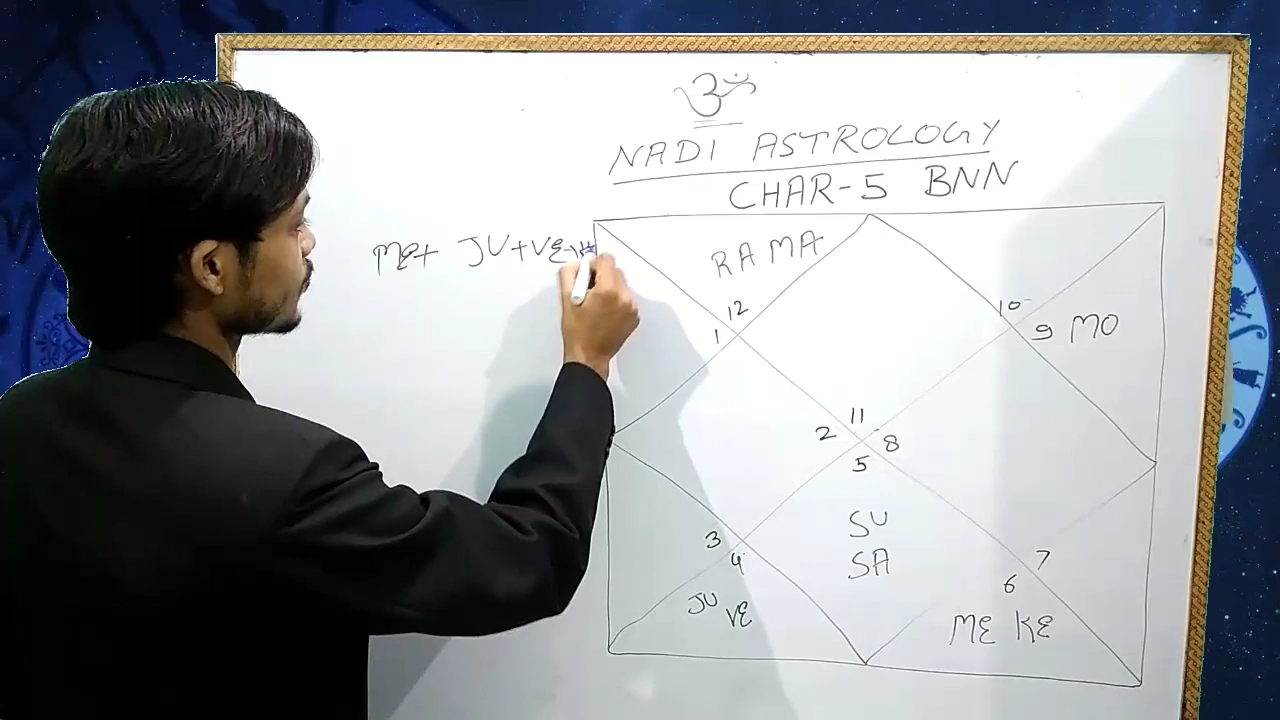 ॐ
NADI ASTROLOGY
CHAR-5 BNN
ME+ JU+VE
RA MA
12
1
10
9 MO
11
2
8
5
SU
SA
3
4
7
6
JU
VE
ME KE